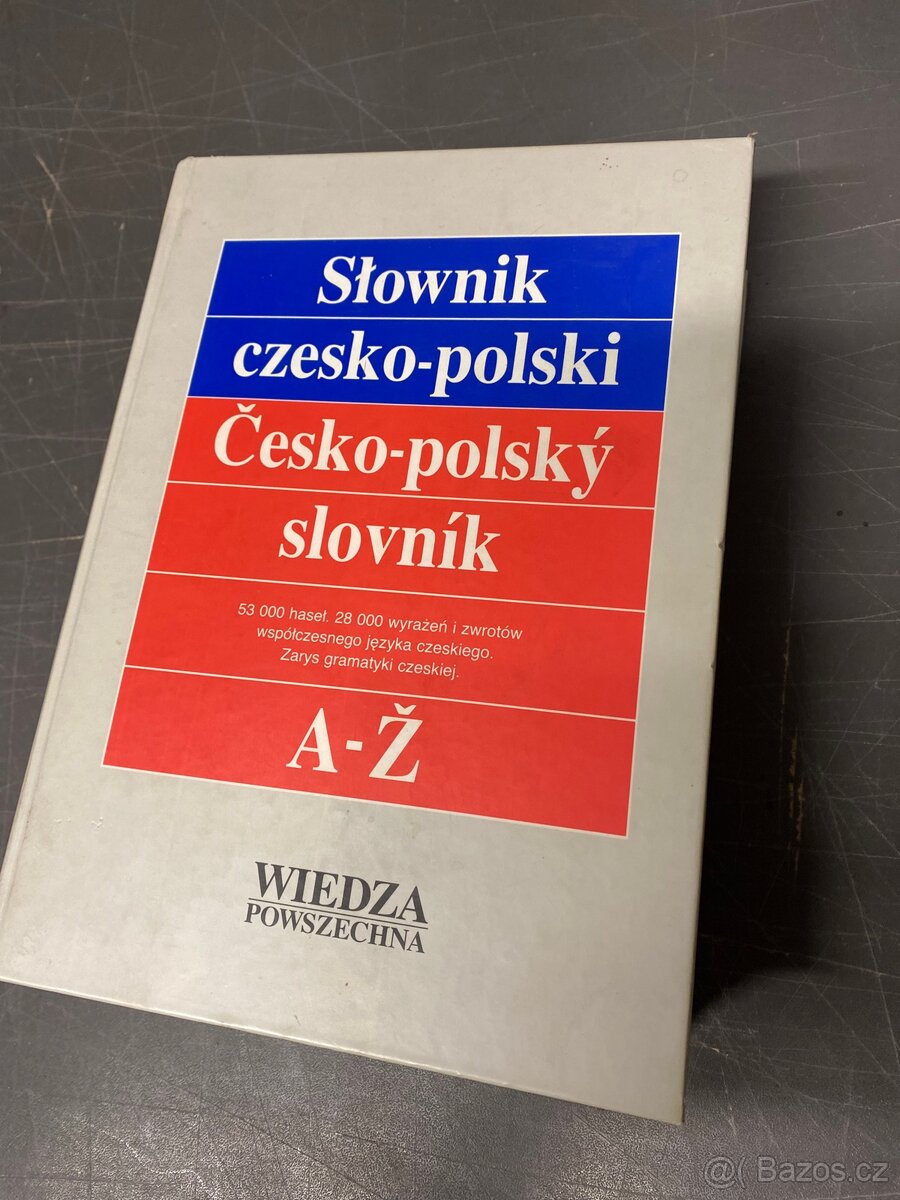 Słownik
czesko-polski
Česko-polský
slovník
53 000 haseł. 28 000 wyrażeń i zwrotów
współczesnego języka czeskiego.
Zarys gramatyki czeskiej.
A-Ž
WIEDZA
POWSZECHNA
@( Bazos.cz